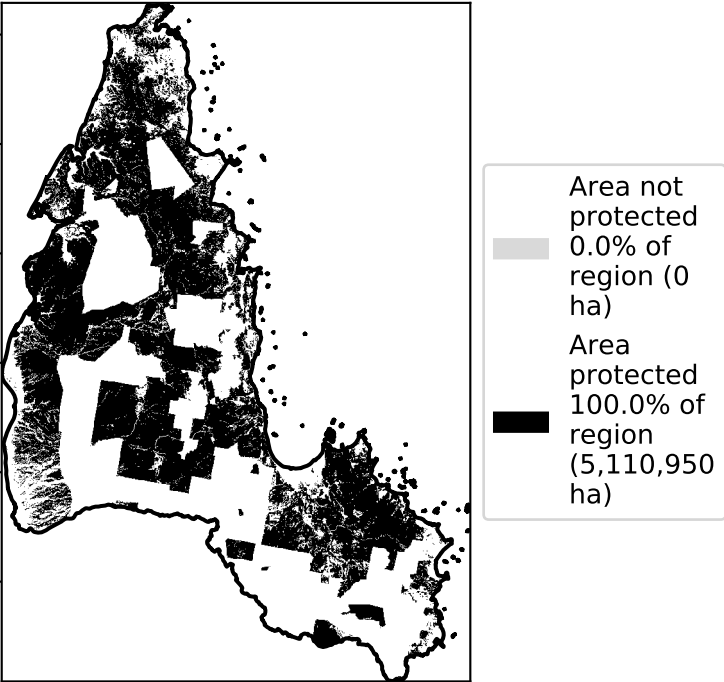 Area not
protected
0.0% of
region (0
ha)
Area
protected
100.0% of
region
(5,110,950
ha)